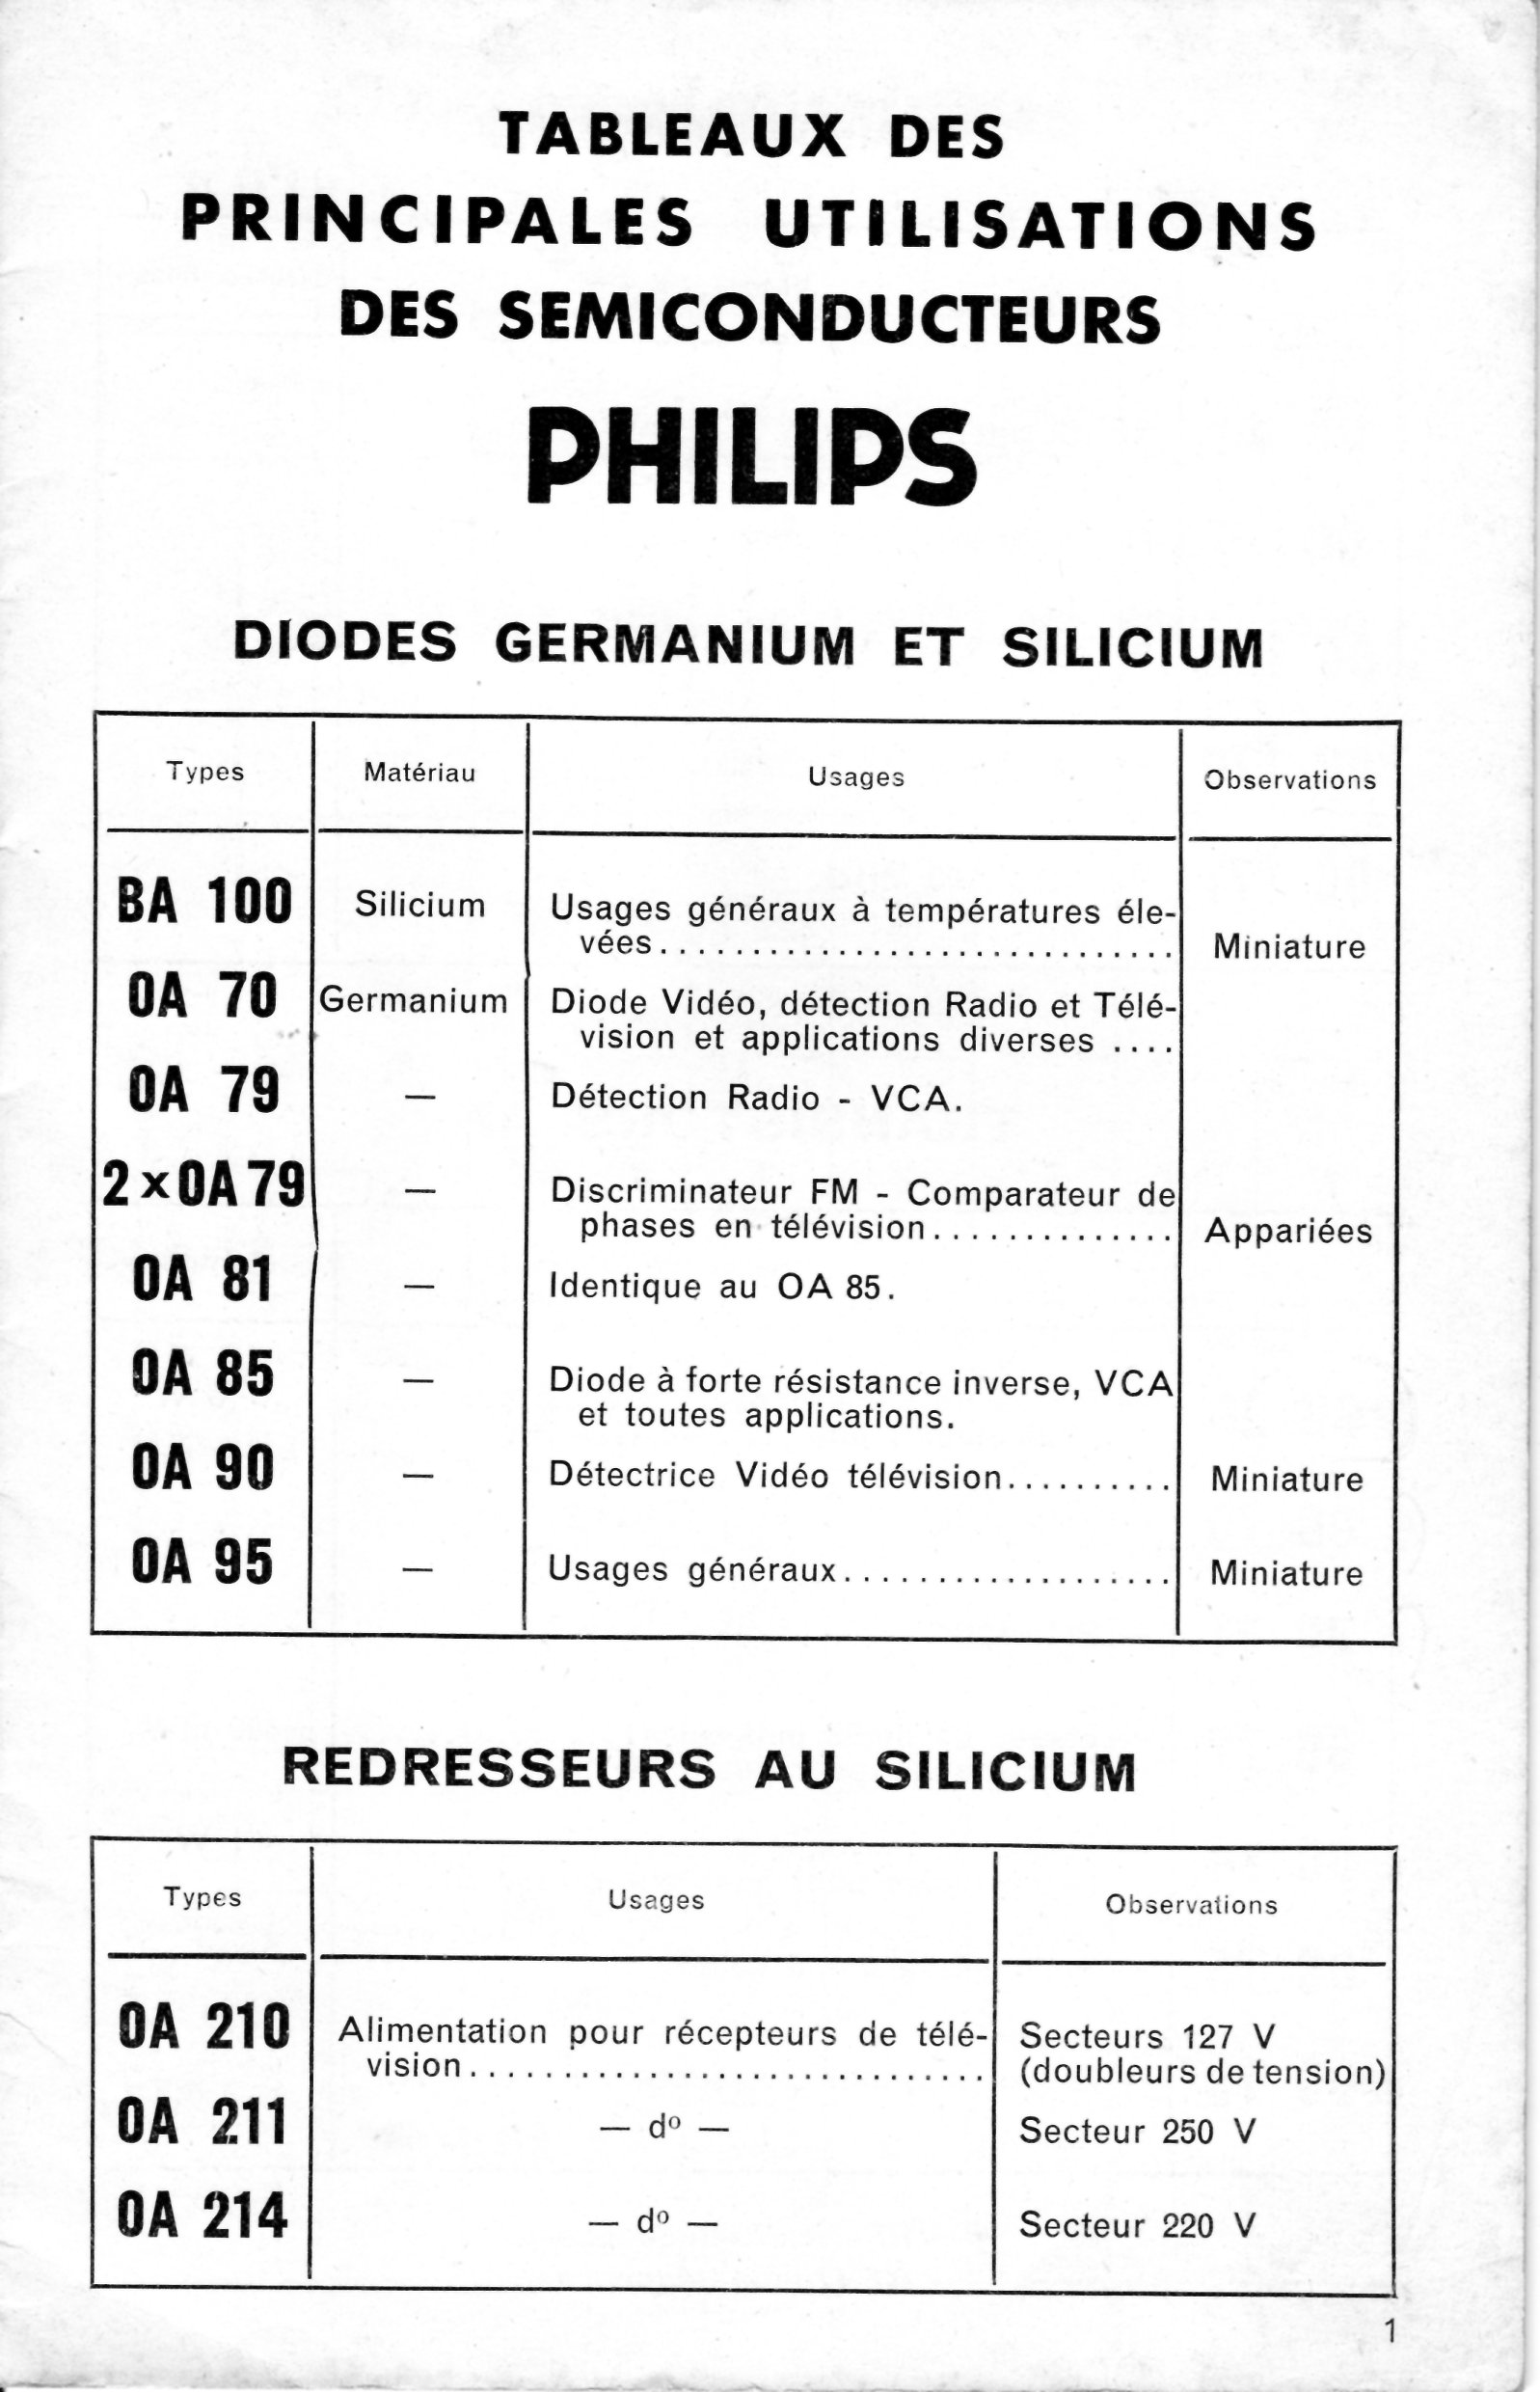 TABLEAUX DES
PRINCIPALES UTILISATIONS
DES SEMICONDUCTEURS
PHILIPS
DIODES GERMANIUM ET SILICIUM
Types Matériau Usages Observations
BA 100 Silicium Usages généraux à températures éle-
vées.............................. Miniature
OA 70 Germanium Diode Vidéo, détection Radio et Télé-
vision et applications diverses ....
OA 79 — Détection Radio - VCA.
2 × OA 79 — Discriminateur FM - Comparateur de
phases en télévision.............. Appariées
OA 81 — Identique au OA 85.
OA 85 — Diode à forte résistance inverse, VCA
et toutes applications.
OA 90 — Détectrice Vidéo télévision.......... Miniature
OA 95 — Usages généraux................... Miniature
REDRESSEURS AU SILICIUM
Types Usages Observations
OA 210 Alimentation pour récepteurs de télé- Secteurs 127 V
vision.............................. (doubleurs de tension)
OA 211 — dº — Secteur 250 V
OA 214 — dº — Secteur 220 V
1